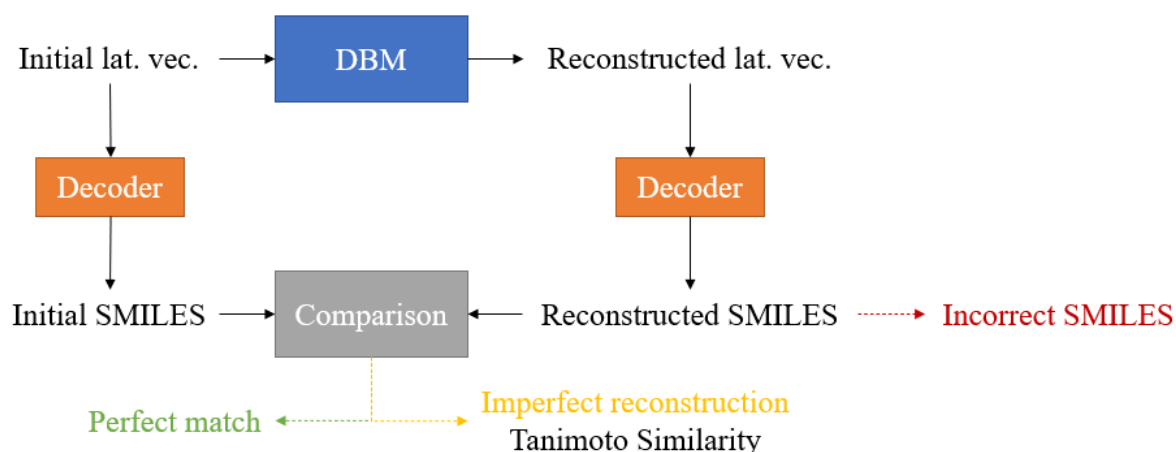 Initial lat. vec.
DBM
Reconstructed lat. vec.
Decoder
Decoder
Initial SMILES
Comparison
Reconstructed SMILES
Incorrect SMILES
Perfect match
Imperfect reconstruction
Tanimoto Similarity